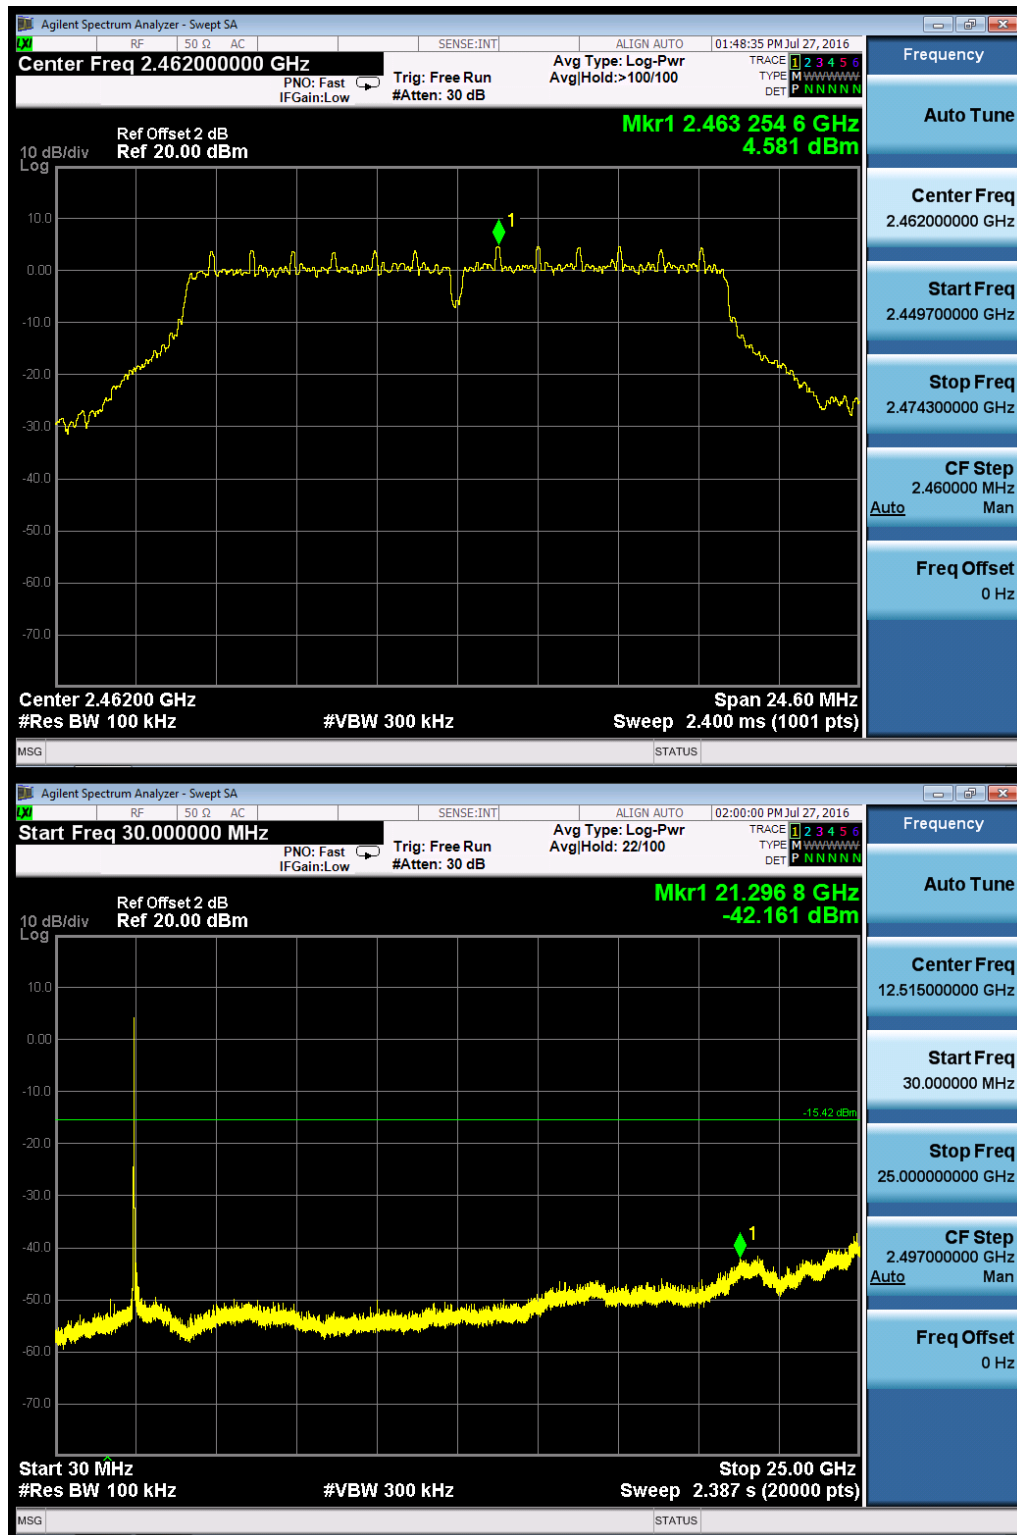 Agilent Spectrum Analyzer - Swept SA
LXI RF 50 Ω AC SENSE:INT ALIGN AUTO 01:48:35 PM Jul 27, 2016
Center Freq 2.462000000 GHz
PNO: Fast
IFGain:Low
Trig: Free Run
#Atten: 30 dB
Avg Type: Log-Pwr
Avg|Hold:>100/100
TRACE 1 2 3 4 5 6
TYPE M WWWWW
DET P N N N N N
Mkr1 2.463 254 6 GHz
4.581 dBm
Ref Offset 2 dB
10 dB/div Ref 20.00 dBm
Log
10.0
0.00
-10.0
-20.0
-30.0
-40.0
-50.0
-60.0
-70.0
1
Center 2.46200 GHz Span 24.60 MHz
#Res BW 100 kHz #VBW 300 kHz Sweep 2.400 ms (1001 pts)
MSG STATUS
Frequency
Auto Tune
Center Freq
2.462000000 GHz
Start Freq
2.449700000 GHz
Stop Freq
2.474300000 GHz
CF Step
2.460000 MHz
Auto Man
Freq Offset
0 Hz
Agilent Spectrum Analyzer - Swept SA
LXI RF 50 Ω AC SENSE:INT ALIGN AUTO 02:00:00 PM Jul 27, 2016
Start Freq 30.000000 MHz
PNO: Fast
IFGain:Low
Trig: Free Run
#Atten: 30 dB
Avg Type: Log-Pwr
Avg|Hold: 22/100
TRACE 1 2 3 4 5 6
TYPE M WWWWW
DET P N N N N N
Mkr1 21.296 8 GHz
-42.161 dBm
Ref Offset 2 dB
10 dB/div Ref 20.00 dBm
Log
10.0
0.00
-10.0
-20.0
-30.0
-40.0
-50.0
-60.0
-70.0
-15.42 dBm
1
Start 30 MHz Stop 25.00 GHz
#Res BW 100 kHz #VBW 300 kHz Sweep 2.387 s (20000 pts)
MSG STATUS
Frequency
Auto Tune
Center Freq
12.515000000 GHz
Start Freq
30.000000 MHz
Stop Freq
25.000000000 GHz
CF Step
2.497000000 GHz
Auto Man
Freq Offset
0 Hz